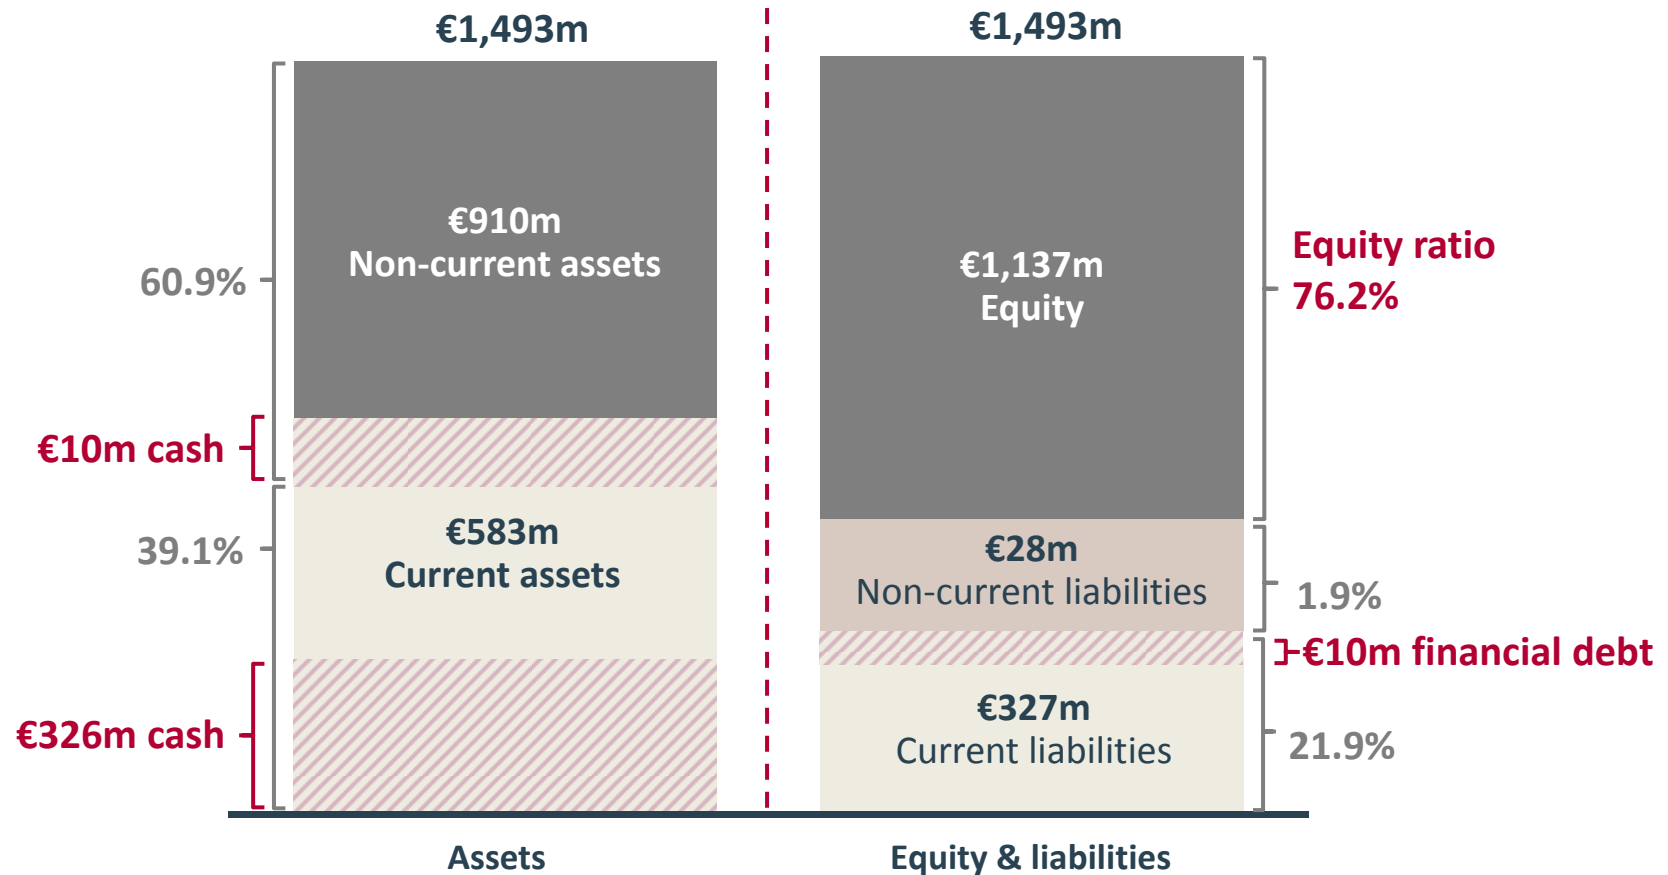 €1,493m
€910m
Non-current assets
60.9%
€10m cash
€583m
Current assets
39.1%
€326m cash
Assets
€1,493m
€1,137m
Equity
Equity ratio
76.2%
€28m
Non-current liabilities
1.9%
€10m financial debt
€327m
Current liabilities
21.9%
Equity & liabilities